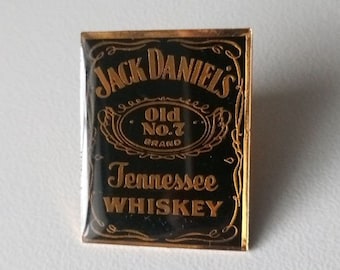 JACK DANIEL'S
Old
No.7
BRAND
Tennessee
WHISKEY